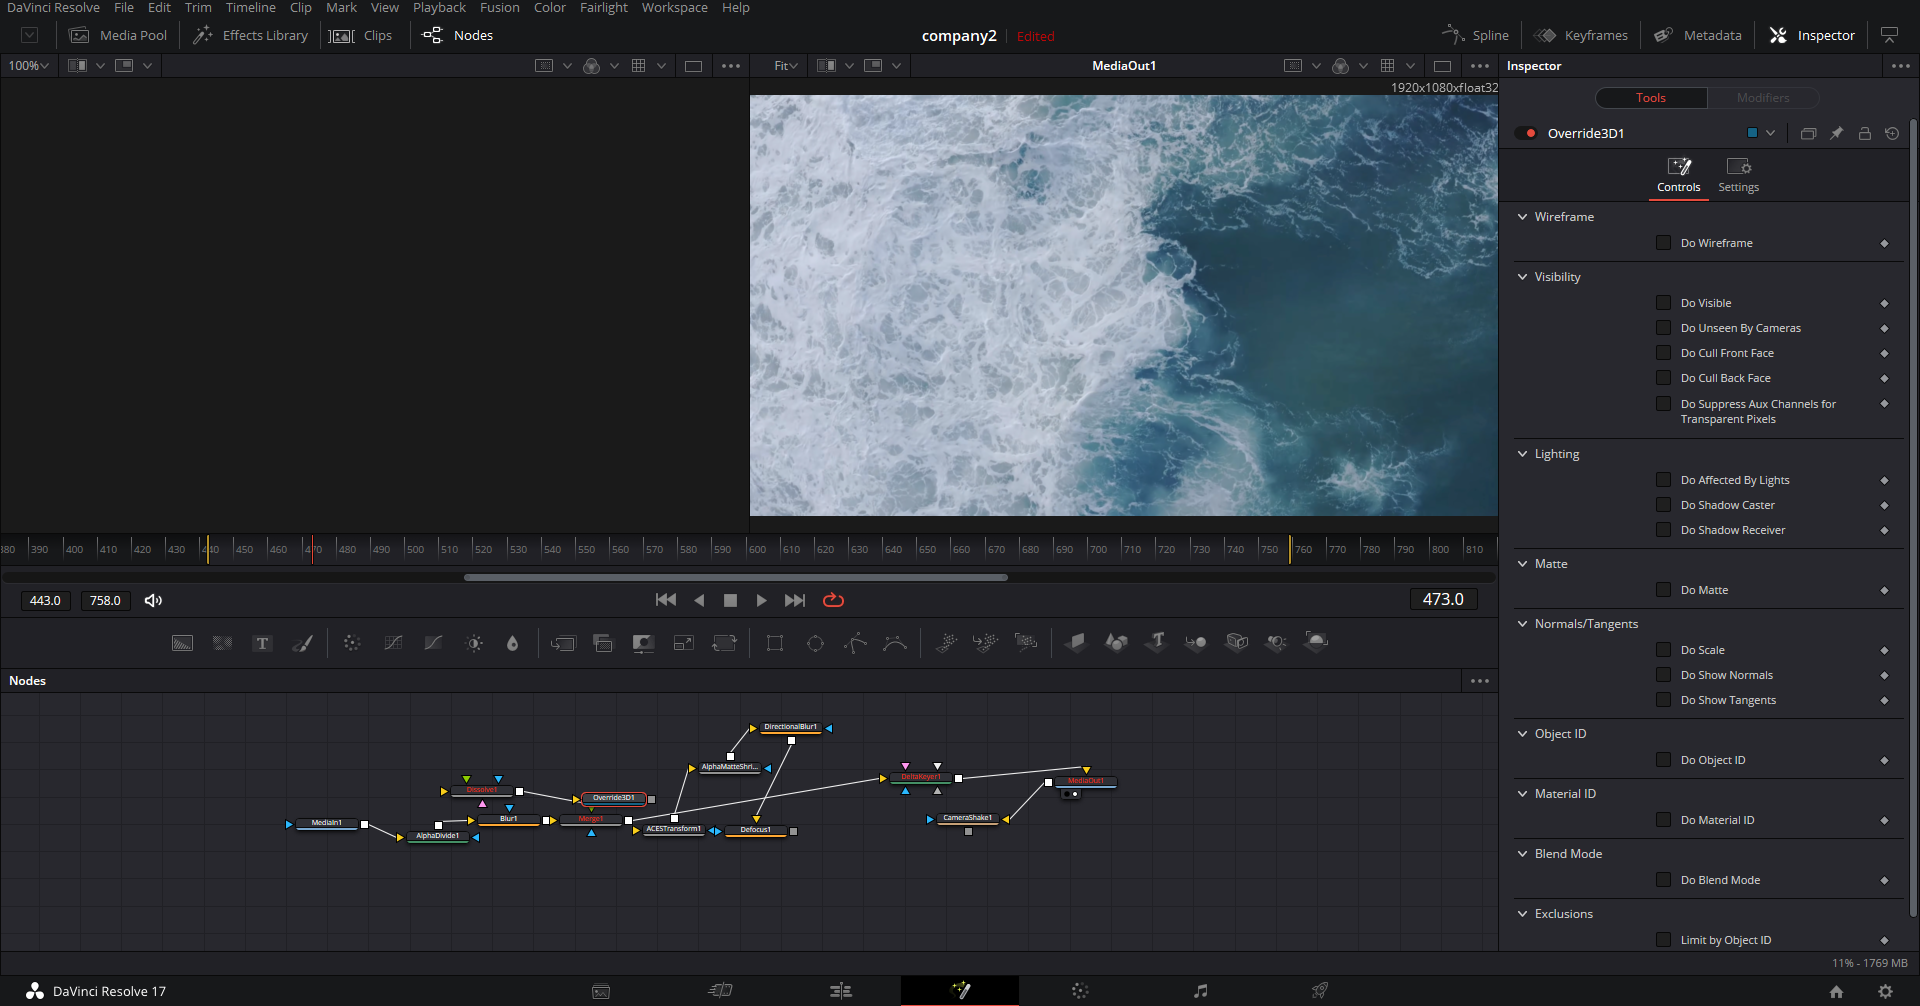 DaVinci Resolve File Edit Trim Timeline Clip Mark View Playback Fusion Color Fairlight Workspace Help
Media Pool Effects Library Clips Nodes company2 Edited Spline Keyframes Metadata Inspector
100% Fit MediaOut1 Inspector
1920x1080xfloat32
Tools Modifiers
Override3D1
Controls Settings
Wireframe
Do Wireframe
Visibility
Do Visible
Do Unseen By Cameras
Do Cull Front Face
Do Cull Back Face
Do Suppress Aux Channels for
Transparent Pixels
Lighting
Do Affected By Lights
Do Shadow Caster
Do Shadow Receiver
Matte
Do Matte
Normals/Tangents
Do Scale
Do Show Normals
Do Show Tangents
Object ID
Do Object ID
Material ID
Do Material ID
Blend Mode
Do Blend Mode
Exclusions
Limit by Object ID
380 390 400 410 420 430 440 450 460 470 480 490 500 510 520 530 540 550 560 570 580 590 600 610 620 630 640 650 660 670 680 690 700 710 720 730 740 750 760 770 780 790 800 810
443.0 758.0 473.0
Nodes
DirectionalBlur1
AlphaMatteShri...
DeltaKeyer1
MediaOut1
Dissolve1
Override3D1
MediaIn1
AlphaDivide1
Blur1
Merge1
ACESTransform1
Defocus1
CameraShake1
11% - 1769 MB
DaVinci Resolve 17